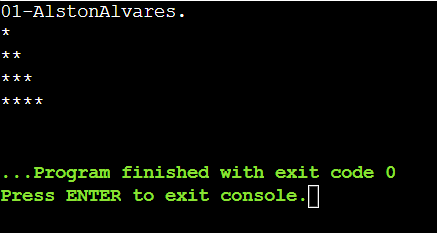 01-AlstonAlvares.
*
**
***
****
...Program finished with exit code 0
Press ENTER to exit console.